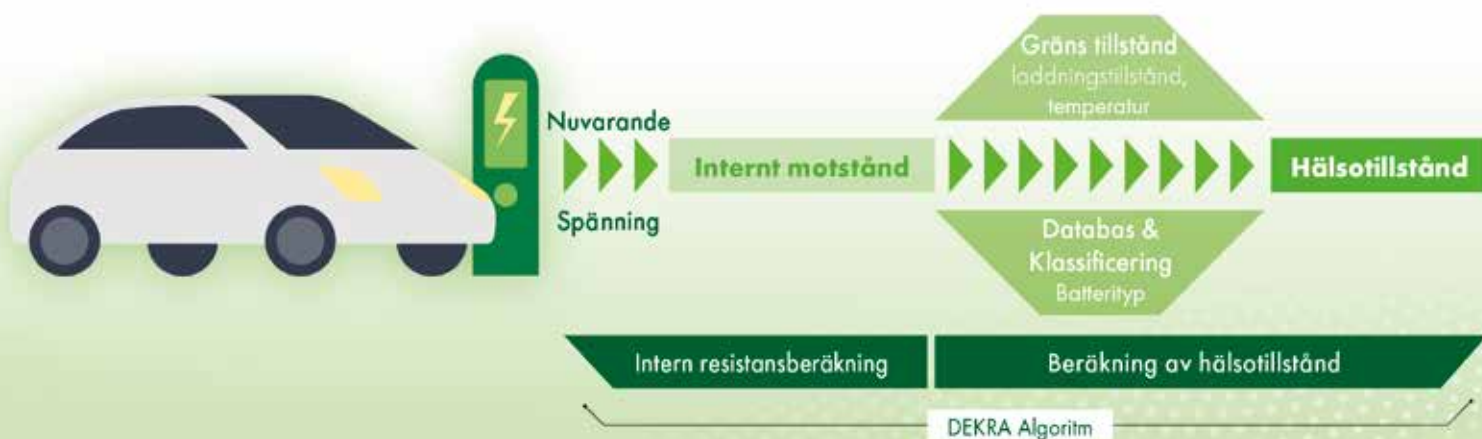 Nuvarande
Spänning
Internt motstånd
Gräns tillstånd
laddningstillstånd,
temperatur
Databas &
Klassificering
Batterityp
Hälsotillstånd
Intern resistansberäkning
Beräkning av hälsotillstånd
DEKRA Algoritm